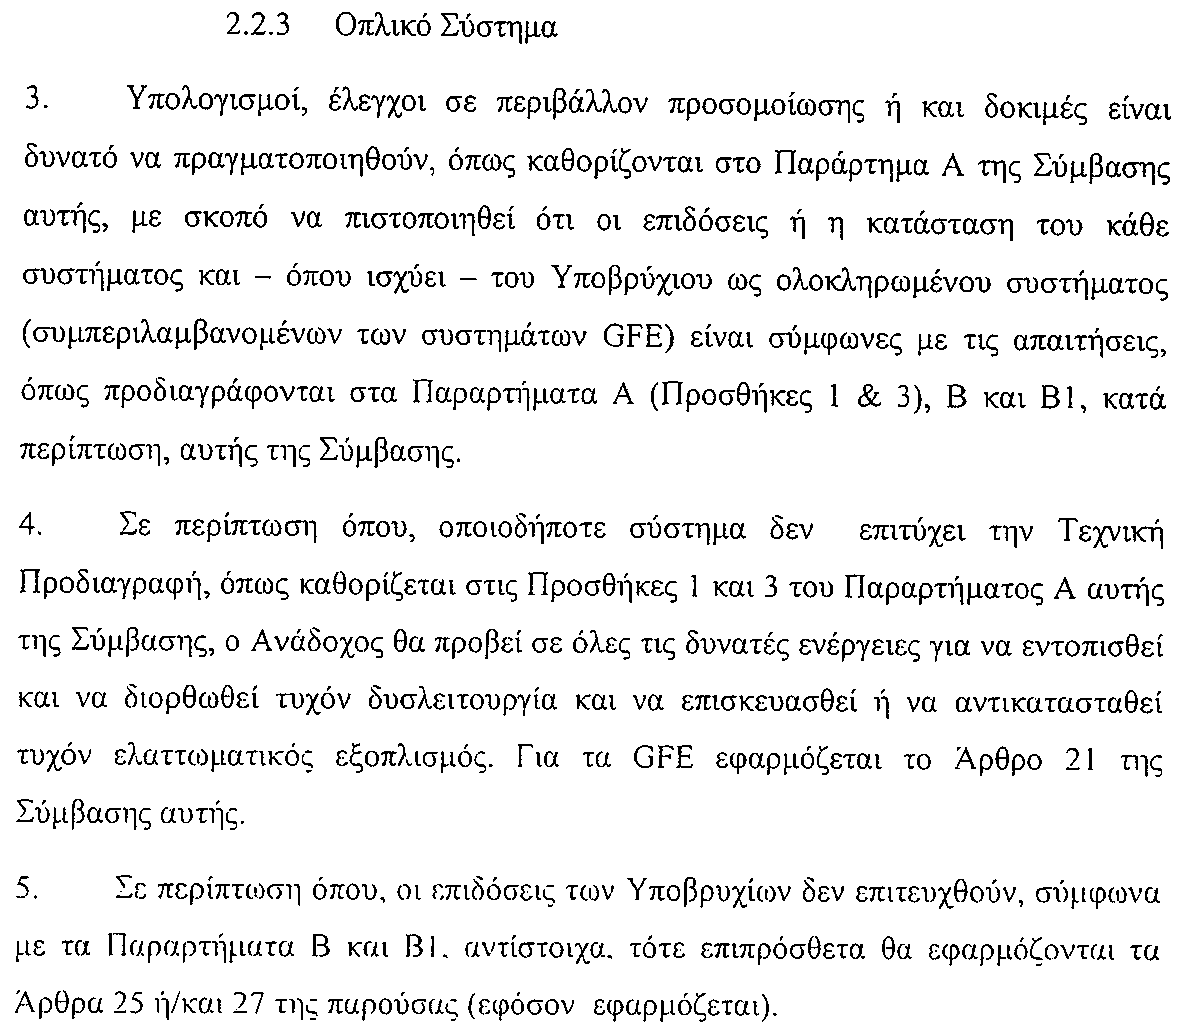 2.2.3 Οπλικό Σύστημα
3. Υπολογισμοί, έλεγχοι σε περιβάλλον προσομοίωσης ή και δοκιμές είναι
δυνατό να πραγματοποιηθούν, όπως καθορίζονται στο Παράρτημα Α της Σύμβασης
αυτής, με σκοπό να πιστοποιηθεί ότι οι επιδόσεις ή η κατάσταση του κάθε
συστήματος και – όπου ισχύει – του Υποβρύχιου ως ολοκληρωμένου συστήματος
(συμπεριλαμβανομένων των συστημάτων GFE) είναι σύμφωνες με τις απαιτήσεις,
όπως προδιαγράφονται στα Παραρτήματα Α (Προσθήκες 1 & 3), Β και Β1, κατά
περίπτωση, αυτής της Σύμβασης.
4. Σε περίπτωση όπου, οποιοδήποτε σύστημα δεν επιτύχει την Τεχνική
Προδιαγραφή, όπως καθορίζεται στις Προσθήκες 1 και 3 του Παραρτήματος Α αυτής
της Σύμβασης, ο Ανάδοχος θα προβεί σε όλες τις δυνατές ενέργειες για να εντοπισθεί
και να διορθωθεί τυχόν δυσλειτουργία και να επισκευασθεί ή να αντικατασταθεί
τυχόν ελαττωματικός εξοπλισμός. Για τα GFE εφαρμόζεται το Άρθρο 21 της
Σύμβασης αυτής.
5. Σε περίπτωση όπου, οι επιδόσεις των Υποβρυχίων δεν επιτευχθούν, σύμφωνα
με τα Παραρτήματα Β και Β1, αντίστοιχα, τότε επιπρόσθετα θα εφαρμόζονται τα
Άρθρα 25 ή/και 27 της παρούσας (εφόσον εφαρμόζεται).